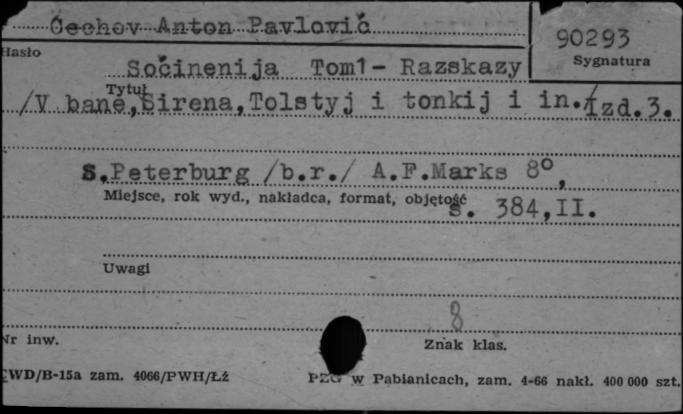 Čechov Anton Pavlovič
90293
Hasło
Sygnatura
Sočinenija Tom1- Razskazy
Tytuł
/V bane,Sirena,Tolstyj i tonkij i in./Izd.3.
S.Peterburg /b.r./ A.F.Marks 8°,
Miejsce, rok wyd., nakładca, format, objętość
s. 384,II.
Uwagi
8
Nr inw.
Znak klas.
CWD/B-15a zam. 4066/PWH/Łź
PZG w Pabianicach, zam. 4-66 nakł. 400 000 szt.